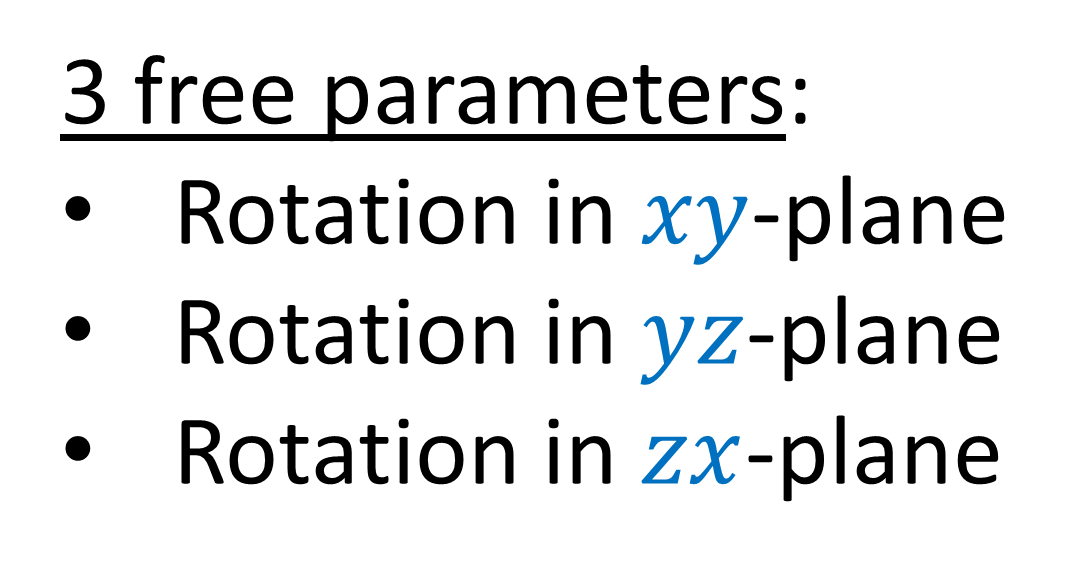 3 free parameters:
• Rotation in xy-plane
• Rotation in yz-plane
• Rotation in zx-plane